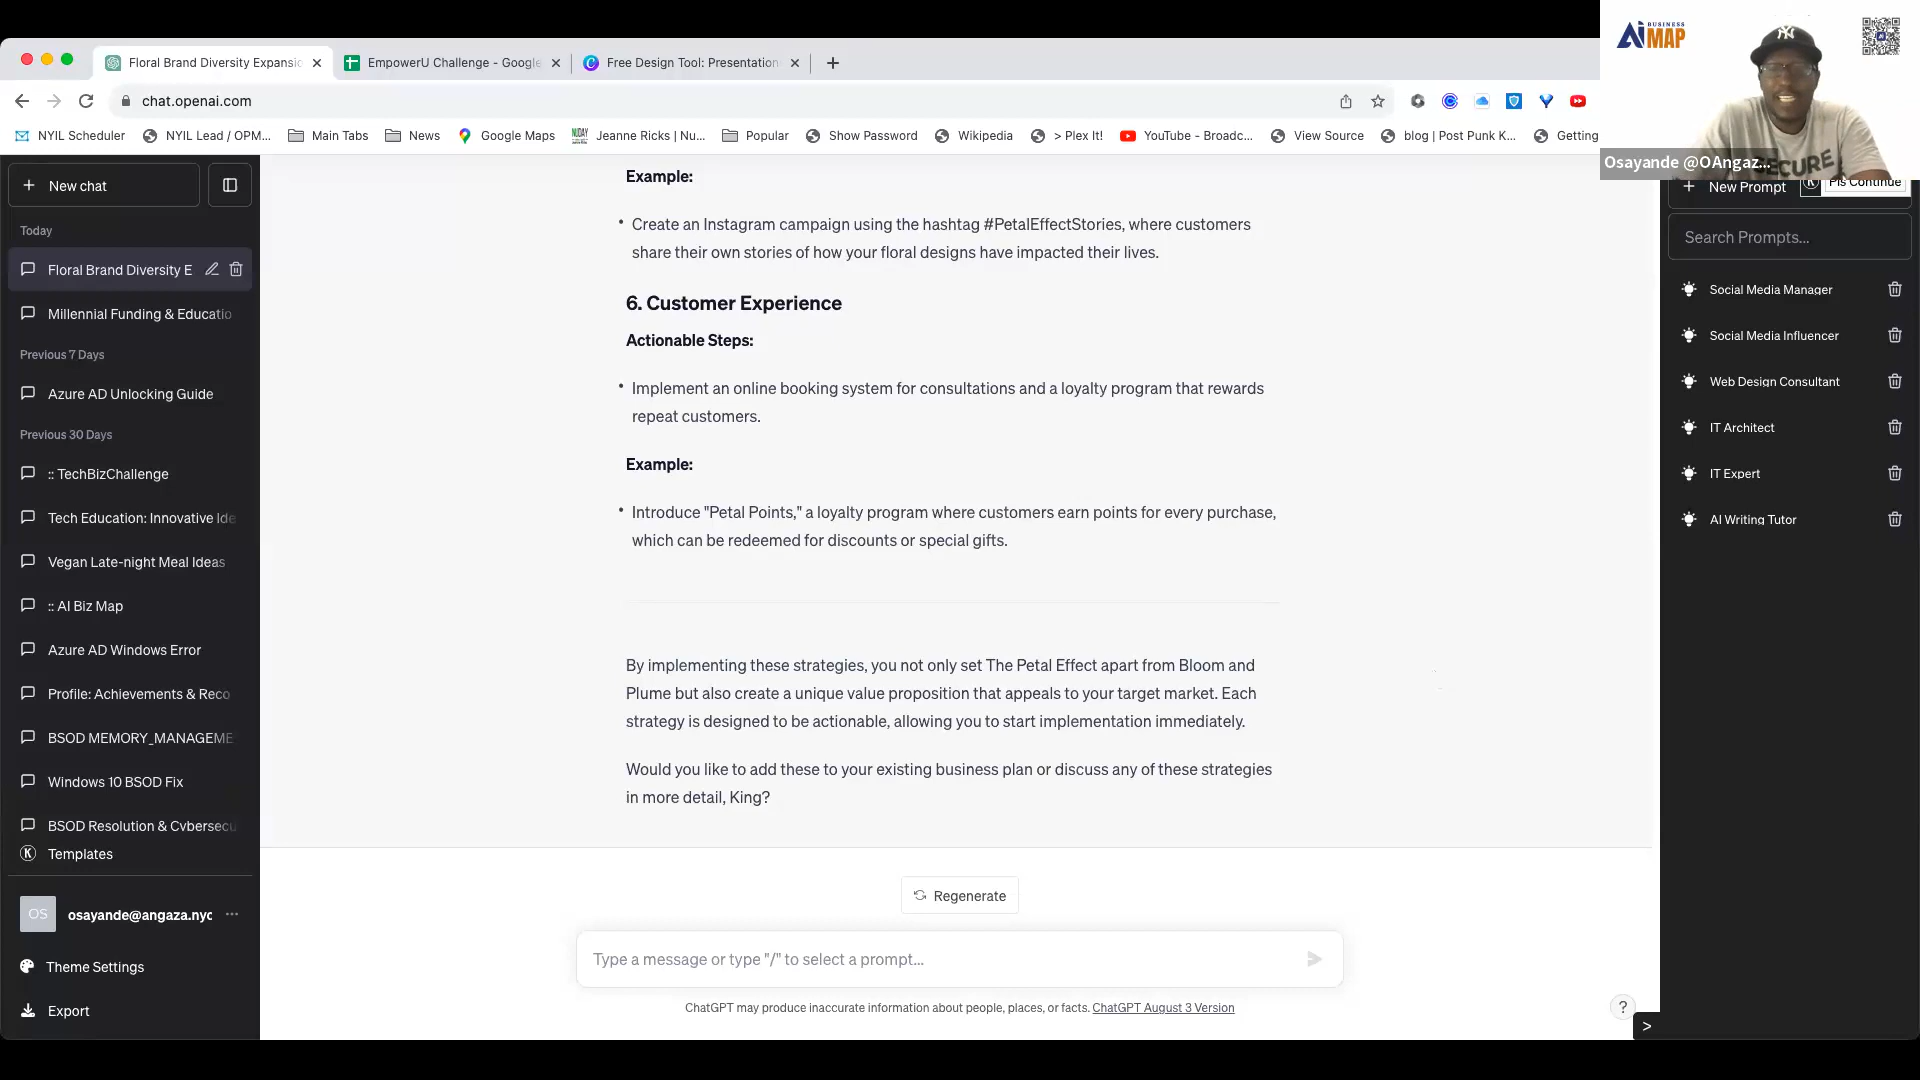 BUSINESS
AiMAP
Osayande @OAngaz...
SECURE
Floral Brand Diversity Expansio
EmpowerU Challenge - Google
Free Design Tool: Presentation
chat.openai.com
NYIL Scheduler
NYIL Lead / OPM...
Main Tabs
News
Google Maps
Jeanne Ricks | Nu...
Popular
Show Password
Wikipedia
> Plex It!
YouTube - Broadc...
View Source
blog | Post Punk K...
Getting
New chat
Today
Floral Brand Diversity E
Millennial Funding & Educatio
Previous 7 Days
Azure AD Unlocking Guide
Previous 30 Days
:: TechBizChallenge
Tech Education: Innovative Ide
Vegan Late-night Meal Ideas
:: AI Biz Map
Azure AD Windows Error
Profile: Achievements & Reco
BSOD MEMORY_MANAGEME
Windows 10 BSOD Fix
BSOD Resolution & Cybersecu
Templates
OS
osayande@angaza.nyc
Theme Settings
Export
Example:
• Create an Instagram campaign using the hashtag #PetalEffectStories, where customers
share their own stories of how your floral designs have impacted their lives.
6. Customer Experience
Actionable Steps:
• Implement an online booking system for consultations and a loyalty program that rewards
repeat customers.
Example:
• Introduce "Petal Points," a loyalty program where customers earn points for every purchase,
which can be redeemed for discounts or special gifts.
By implementing these strategies, you not only set The Petal Effect apart from Bloom and
Plume but also create a unique value proposition that appeals to your target market. Each
strategy is designed to be actionable, allowing you to start implementation immediately.
Would you like to add these to your existing business plan or discuss any of these strategies
in more detail, King?
Regenerate
Type a message or type "/" to select a prompt...
ChatGPT may produce inaccurate information about people, places, or facts. ChatGPT August 3 Version
?
>
New Prompt
Pls Continue
Search Prompts...
Social Media Manager
Social Media Influencer
Web Design Consultant
IT Architect
IT Expert
AI Writing Tutor